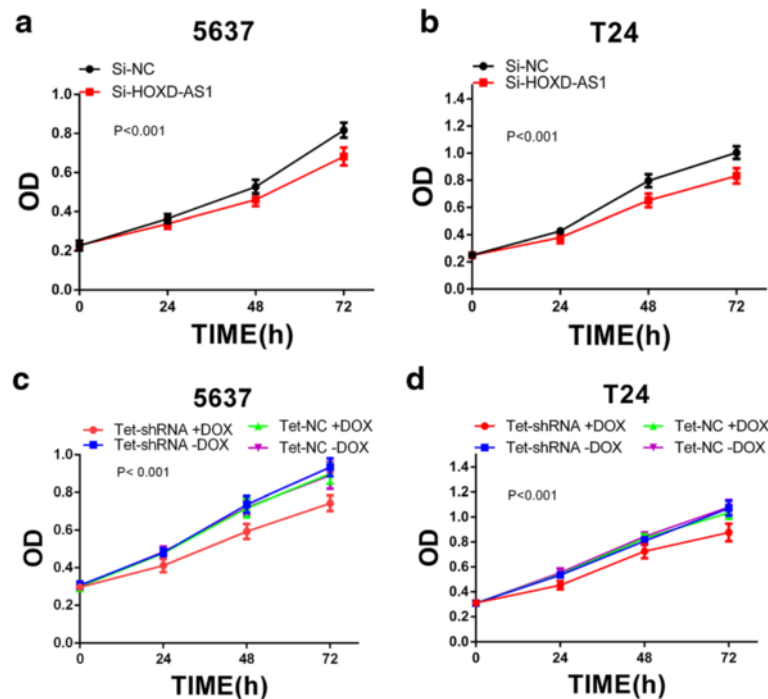 a
5637
Si-NC
Si-HOXD-AS1
P<0.001
OD
1.0
0.8
0.6
0.4
0.2
0.0
0 24 48 72
TIME(h)
b
T24
Si-NC
Si-HOXD-AS1
P<0.001
OD
1.4
1.2
1.0
0.8
0.6
0.4
0.2
0.0
0 24 48 72
TIME(h)
c
5637
Tet-shRNA +DOX Tet-NC +DOX
Tet-shRNA -DOX Tet-NC -DOX
P< 0.001
OD
1.0
0.8
0.6
0.4
0.2
0.0
0 24 48 72
TIME(h)
d
T24
Tet-shRNA +DOX Tet-NC +DOX
Tet-shRNA -DOX Tet-NC -DOX
P<0.001
OD
1.4
1.2
1.0
0.8
0.6
0.4
0.2
0.0
0 24 48 72
TIME(h)